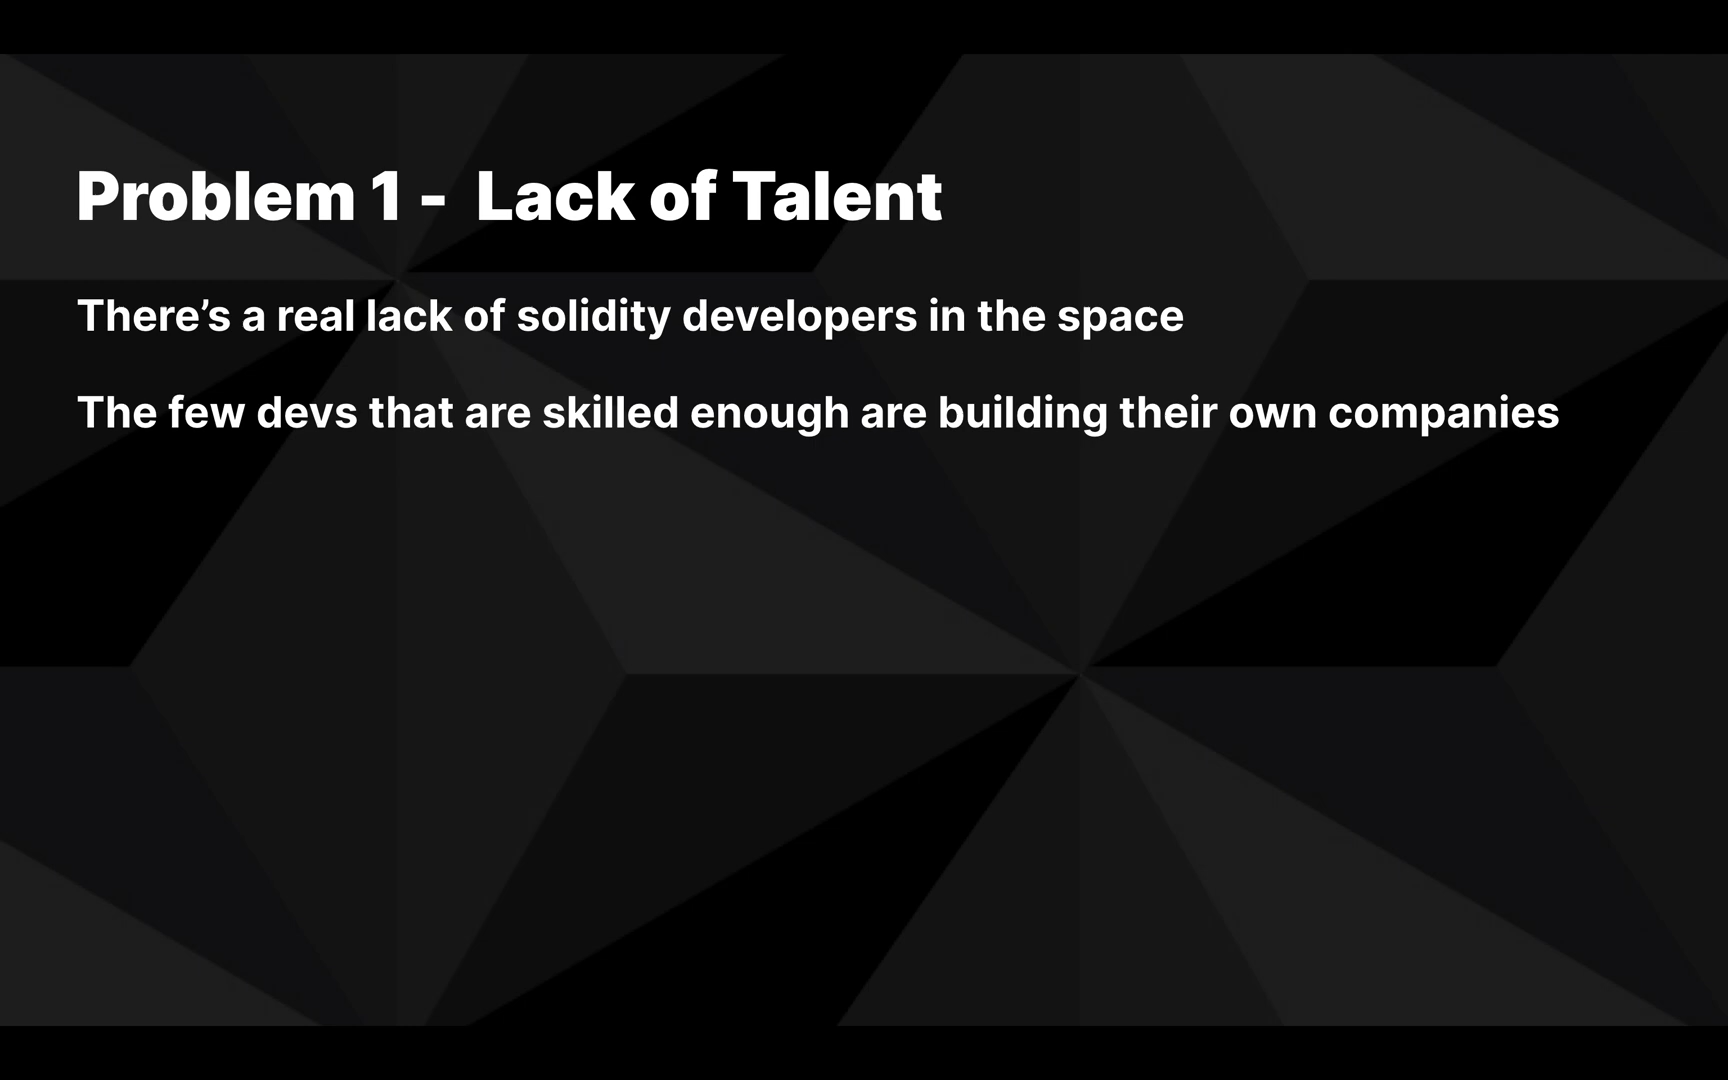 Problem 1 -  Lack of Talent
There’s a real lack of solidity developers in the space
The few devs that are skilled enough are building their own companies